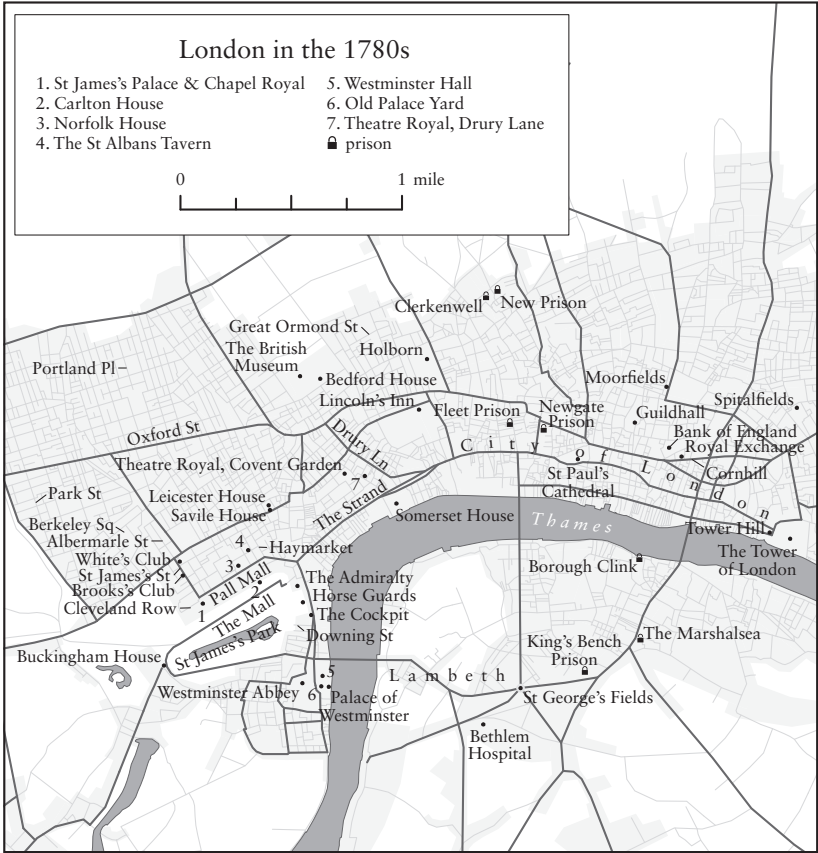 London in the 1780s
1. St James's Palace & Chapel Royal
2. Carlton House
3. Norfolk House
4. The St Albans Tavern
5. Westminster Hall
6. Old Palace Yard
7. Theatre Royal, Drury Lane
prison
0 1 mile
Clerkenwell
New Prison
Great Ormond St
The British
Museum
Holborn
Portland Pl
Bedford House
Lincoln's Inn
Moorfields
Spitalfields
Fleet Prison
Newgate
Prison
Guildhall
Bank of England
Royal Exchange
Cornhill
Oxford St
Drury Ln
City of London
Theatre Royal, Covent Garden
7
St Paul's
Cathedral
Park St
Leicester House
Savile House
The Strand
Somerset House
Thames
Tower Hill
The Tower
of London
Berkeley Sq
Albermarle St
White's Club
St James's St
Brooks's Club
Cleveland Row
4
Haymarket
3
Pall Mall
2
1
The Mall
St James's Park
The Admiralty
Horse Guards
The Cockpit
Downing St
Borough Clink
The Marshalsea
King's Bench
Prison
Buckingham House
Lambeth
Westminster Abbey
5
6
Palace of
Westminster
St George's Fields
Bethlem
Hospital